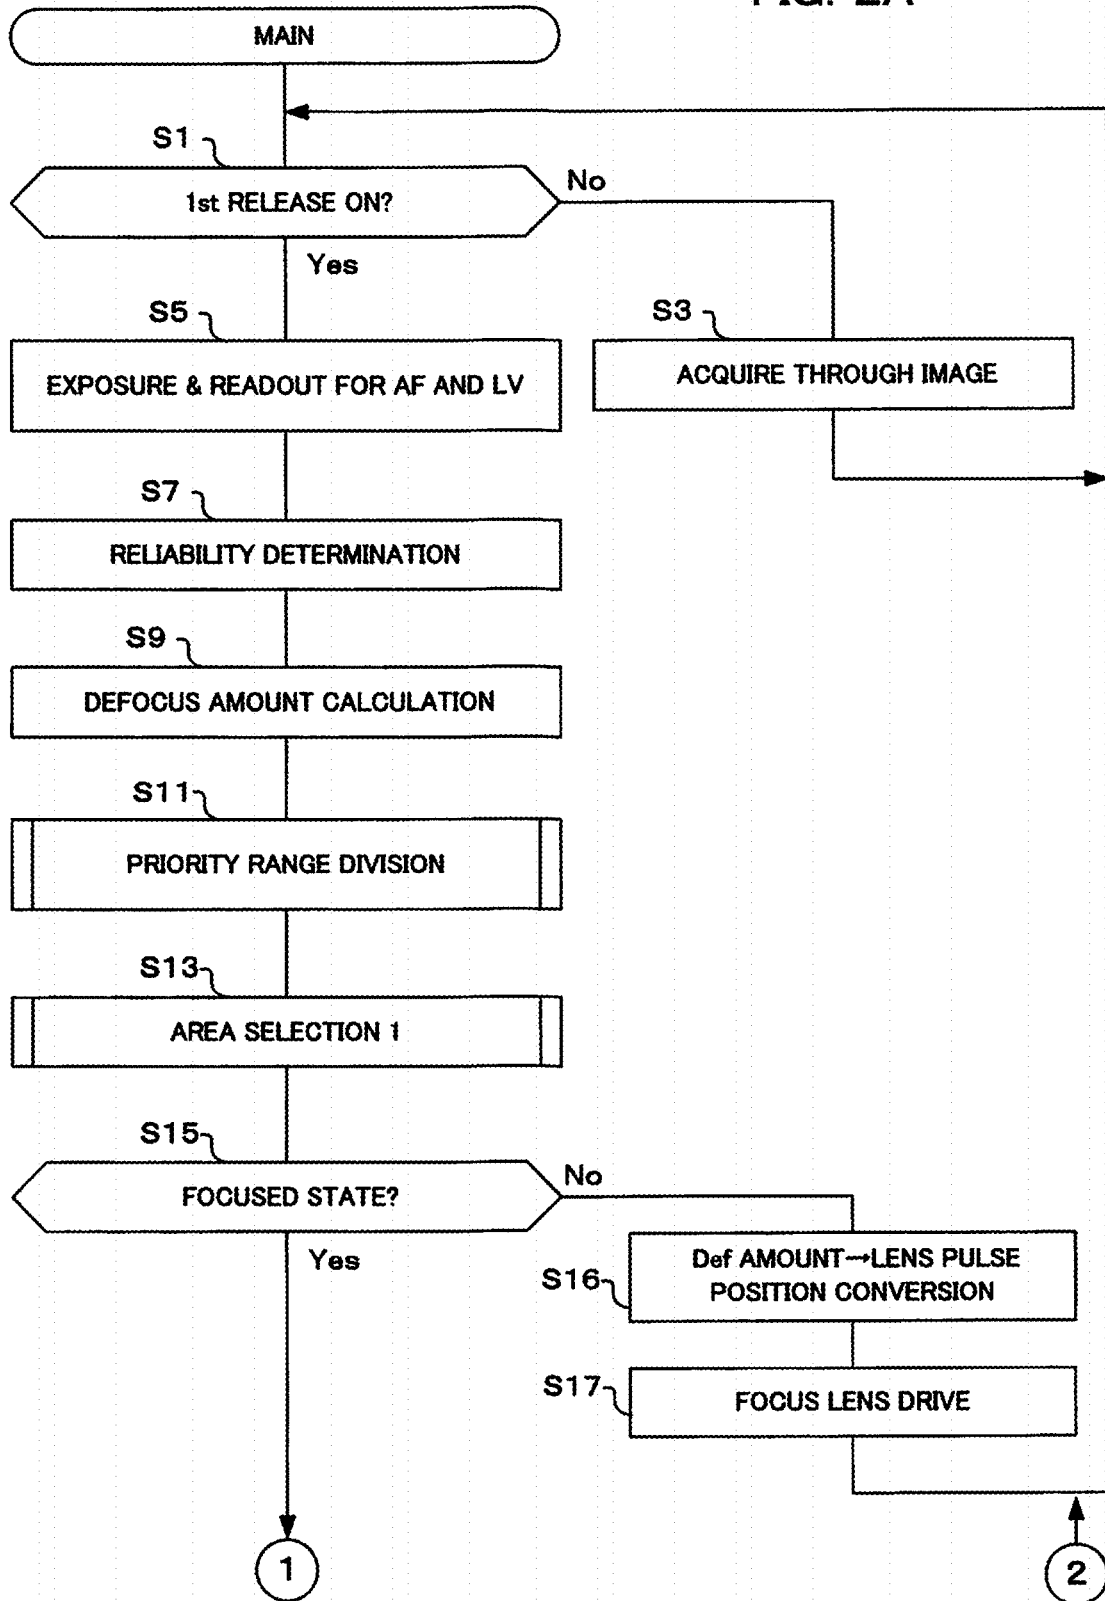 MAIN
S1
1st RELEASE ON?
No
Yes
S5
EXPOSURE & READOUT FOR AF AND LV
S3
ACQUIRE THROUGH IMAGE
S7
RELIABILITY DETERMINATION
S9
DEFOCUS AMOUNT CALCULATION
S11
PRIORITY RANGE DIVISION
S13
AREA SELECTION 1
S15
FOCUSED STATE?
No
Yes
S16
Def AMOUNT→LENS PULSE
POSITION CONVERSION
S17
FOCUS LENS DRIVE
1
2